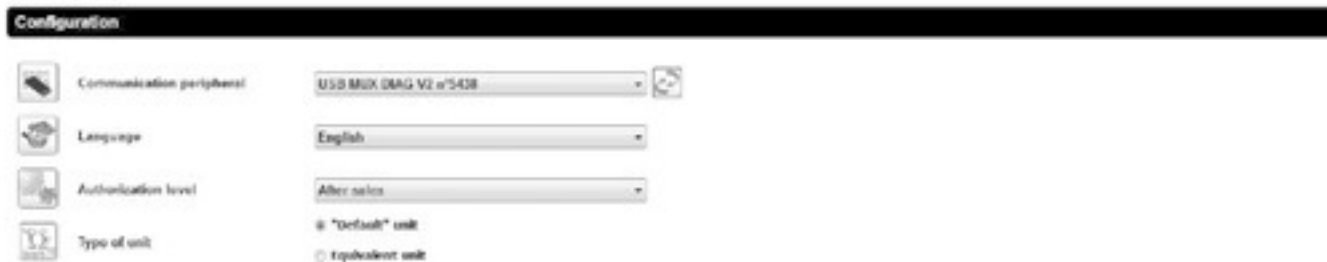 Configuration
Communication peripheral USB MUX DIAG V2 n°5438
Language English
Authorization level After sales
"Default" unit
Type of unit
Equivalent unit